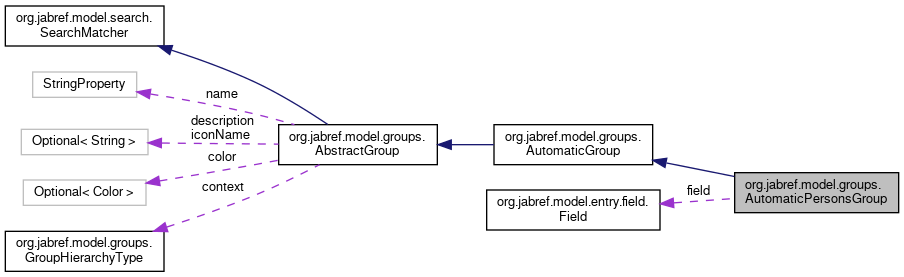 org.jabref.model.search.
SearchMatcher
StringProperty
name
description
iconName
Optional< String >
color
Optional< Color >
context
org.jabref.model.groups.
GroupHierarchyType
org.jabref.model.groups.
AbstractGroup
org.jabref.model.groups.
AutomaticGroup
org.jabref.model.entry.field.
Field
field
org.jabref.model.groups.
AutomaticPersonsGroup